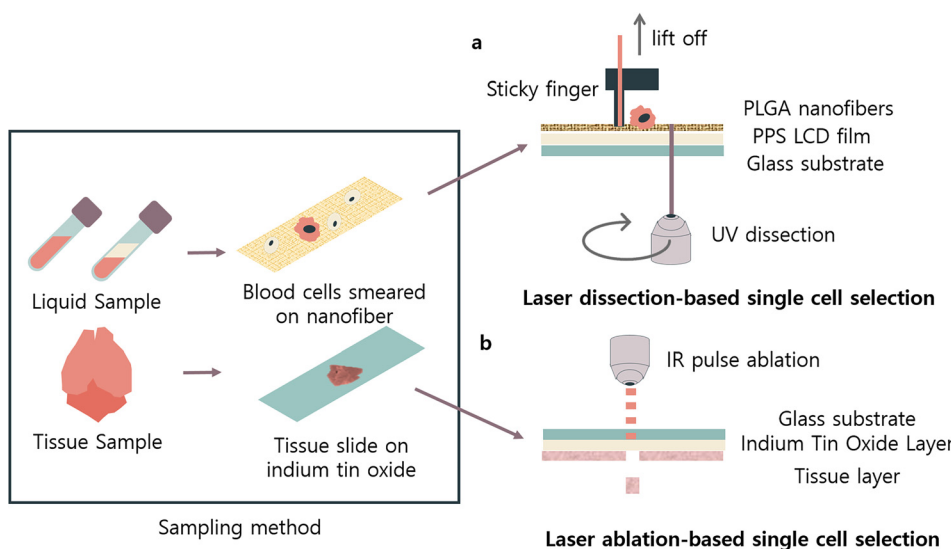 Liquid Sample
Blood cells smeared
on nanofiber
Tissue Sample
Tissue slide on
indium tin oxide
Sampling method
a
lift off
Sticky finger
PLGA nanofibers
PPS LCD film
Glass substrate
UV dissection
Laser dissection-based single cell selection
b
IR pulse ablation
Glass substrate
Indium Tin Oxide Layer
Tissue layer
Laser ablation-based single cell selection